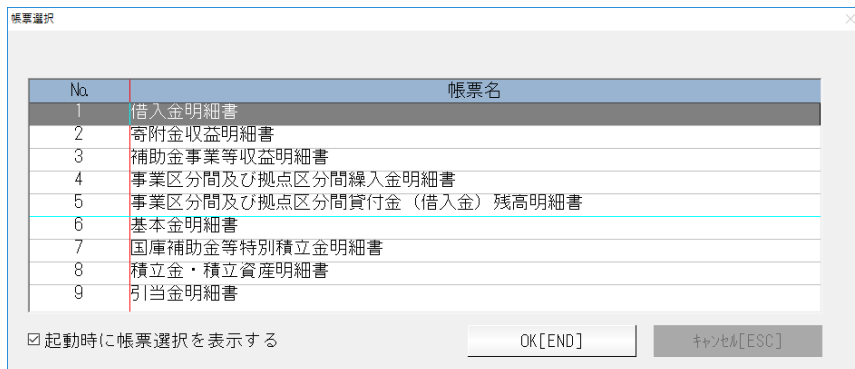 帳票選択
No. 帳票名
1 借入金明細書
2 寄附金収益明細書
3 補助金事業等収益明細書
4 事業区分間及び拠点区分間繰入金明細書
5 事業区分間及び拠点区分間貸付金（借入金）残高明細書
6 基本金明細書
7 国庫補助金等特別積立金明細書
8 積立金・積立資産明細書
9 引当金明細書
☑起動時に帳票選択を表示する OK[END] ｷｬﾝｾﾙ[ESC]